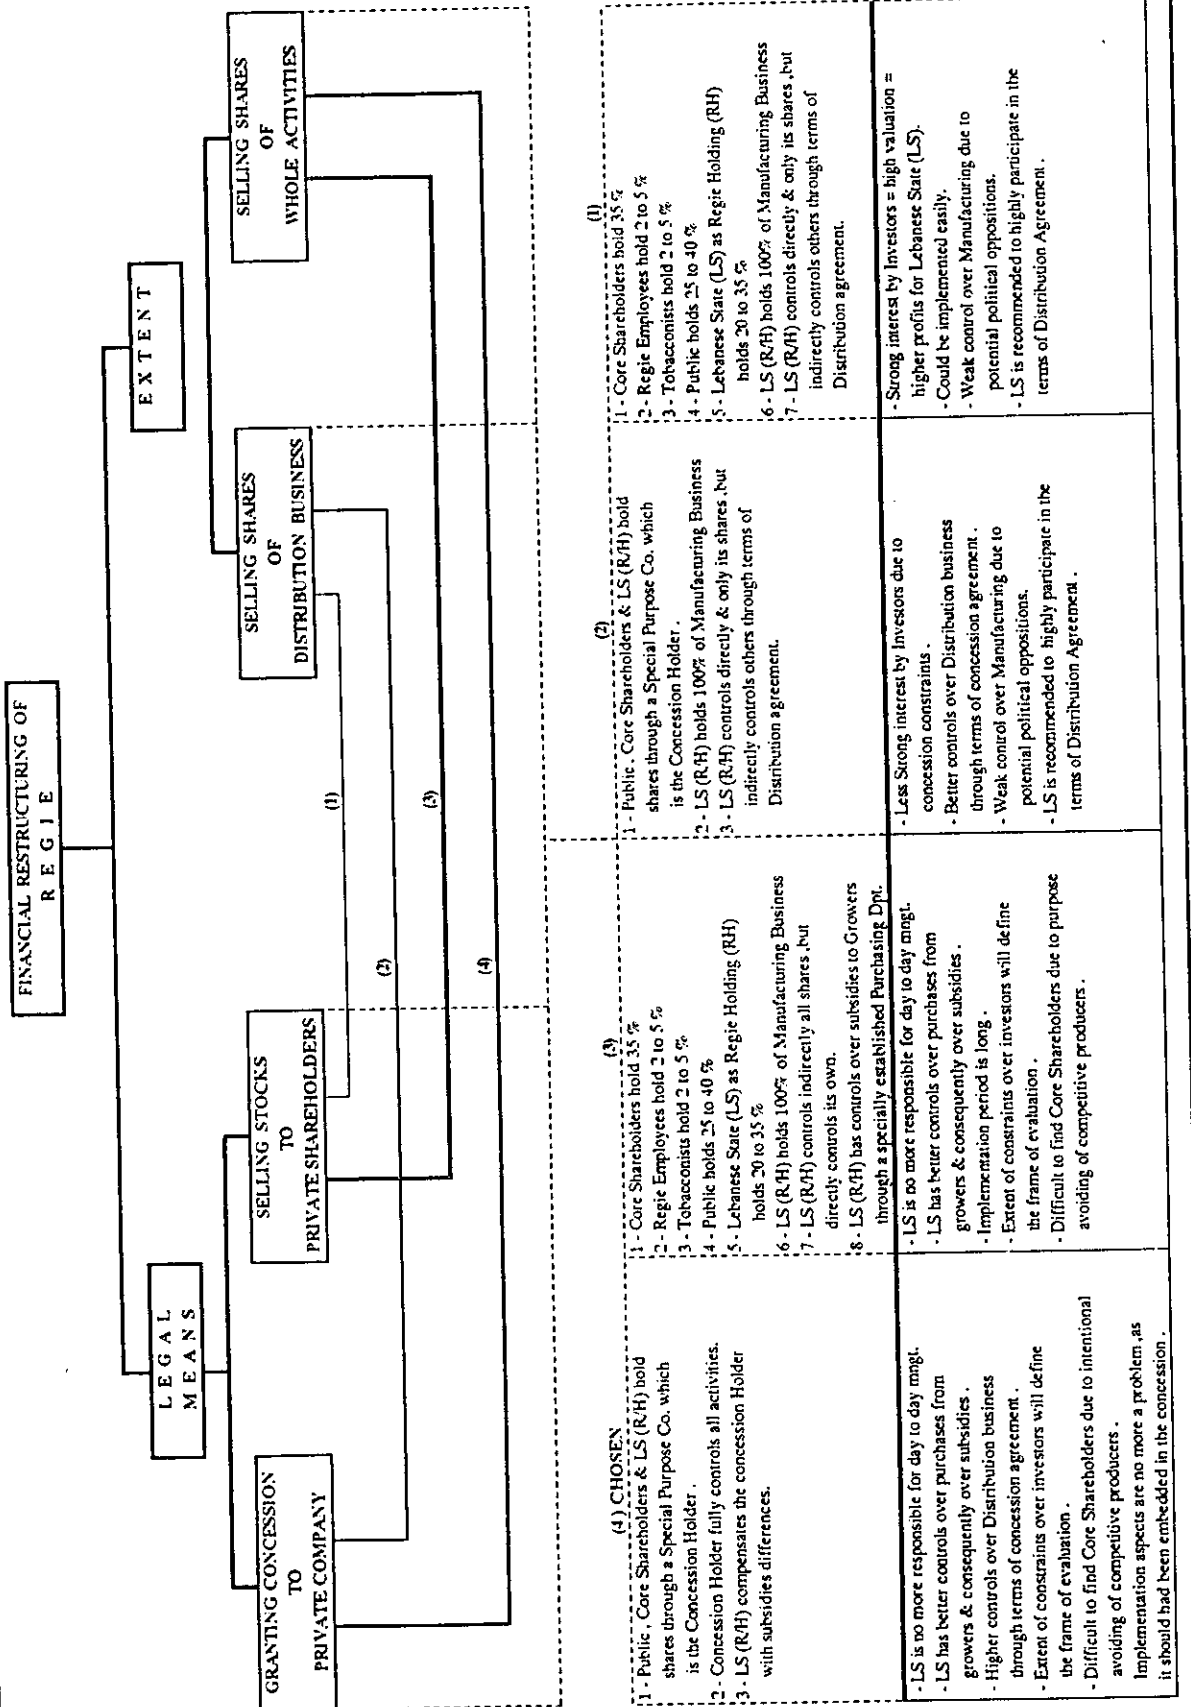 FINANCIAL RESTRUCTURING OF
R E G I E
L E G A L
M E A N S
E X T E N T
GRANTING CONCESSION
TO
PRIVATE COMPANY
SELLING STOCKS
TO
PRIVATE SHAREHOLDERS
SELLING SHARES
OF
DISTRIBUTION BUSINESS
SELLING SHARES
OF
WHOLE ACTIVITIES
(1)
(2)
(3)
(4)
(4) CHOSEN
1 - Public , Core Shareholders & LS (R/H) hold
shares through a Special Purpose Co. which
is the Concession Holder .
2 - Concession Holder fully controls all activities.
3 - LS (R/H) compensates the concession Holder
with subsidies differences.
- LS is no more responsible for day to day mngt.
- LS has better controls over purchases from
growers & consequently over subsidies .
- Higher controls over Distribution business
through terms of concession agreement .
- Extent of constraints over investors will define
the frame of evaluation .
- Difficult to find Core Shareholders due to intentional
avoiding of competitive producers .
Implementation aspects are no more a problem ,as
it should had been embedded in the concession .
(3)
1 - Core Shareholders hold 35 %
2 - Regie Employees hold 2 to 5 %
3 - Tobacconists hold 2 to 5 %
4 - Public holds 25 to 40 %
5 - Lebanese State (LS) as Regie Holding (RH)
holds 20 to 35 %
6 - LS (R/H) holds 100% of Manufacturing Business
7 - LS (R/H) controls indirectly all shares ,but
directly controls its own.
8 - LS (R/H) has controls over subsidies to Growers
through a specially established Purchasing Dpt.
- LS is no more responsible for day to day mngt.
- LS has better controls over purchases from
growers & consequently over subsidies .
- Implementation period is long .
- Extent of constraints over investors will define
the frame of evaluation .
- Difficult to find Core Shareholders due to purpose
avoiding of competitive producers .
(2)
1 - Public , Core Shareholders & LS (R/H) hold
shares through a Special Purpose Co. which
is the Concession Holder .
2 - LS (R/H) holds 100% of Manufacturing Business
3 - LS (R/H) controls directly & only its shares ,but
indirectly controls others through terms of
Distribution agreement.
- Less Strong interest by Investors due to
concession constraints .
- Better controls over Distribution business
through terms of concession agreement .
- Weak control over Manufacturing due to
potential political oppositions.
- LS is recommended to highly participate in the
terms of Distribution Agreement .
(1)
1 - Core Shareholders hold 35 %
2- Regie Employees hold 2 to 5 %
3 - Tobacconists hold 2 to 5 %
4 - Public holds 25 to 40 %
5 - Lebanese State (LS) as Regie Holding (RH)
holds 20 to 35 %
6 - LS (R/H) holds 100% of Manufacturing Business
7 - LS (R/H) controls directly & only its shares ,but
indirectly controls others through terms of
Distribution agreement.
- Strong interest by Investors = high valuation =
higher profits for Lebanese State (LS).
- Could be implemented easily.
- Weak control over Manufacturing due to
potential political oppositions.
- LS is recommended to highly participate in the
terms of Distribution Agreement .